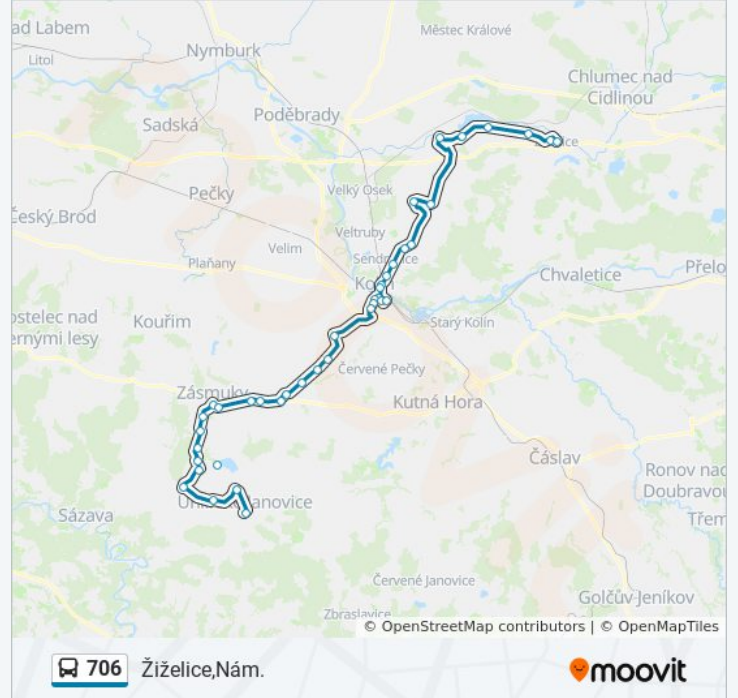 ad Labem
Městec Králové
Litol
Nymburk
Chlumec nad
Cidlinou
Poděbrady
Sadská
Pečky
Velký Osek
Český Brod
Veltruby
Velim
Plaňany
Chvaletice
Přelo
ostelec nad
ernými lesy
Kouřim
Starý Kolín
Červené Pečky
Zásmuky
Kutná Hora
Čáslav
Ronov nad
Doubravou
Sázava
Třem
Červené Janovice
Golčův Jeníkov
Zbraslavice
© OpenStreetMap contributors | © OpenMapTiles
706 Žiželice,Nám.
moovit